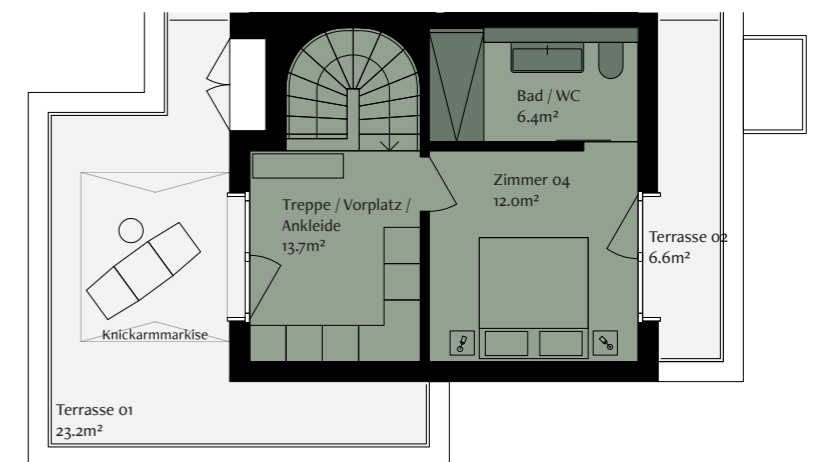 Bad / WC
6.4m²
Zimmer 04
12.0m²
Treppe / Vorplatz /
Ankleide
13.7m²
Terrasse 02
6.6m²
Knickarmmarkise
Terrasse 01
23.2m²